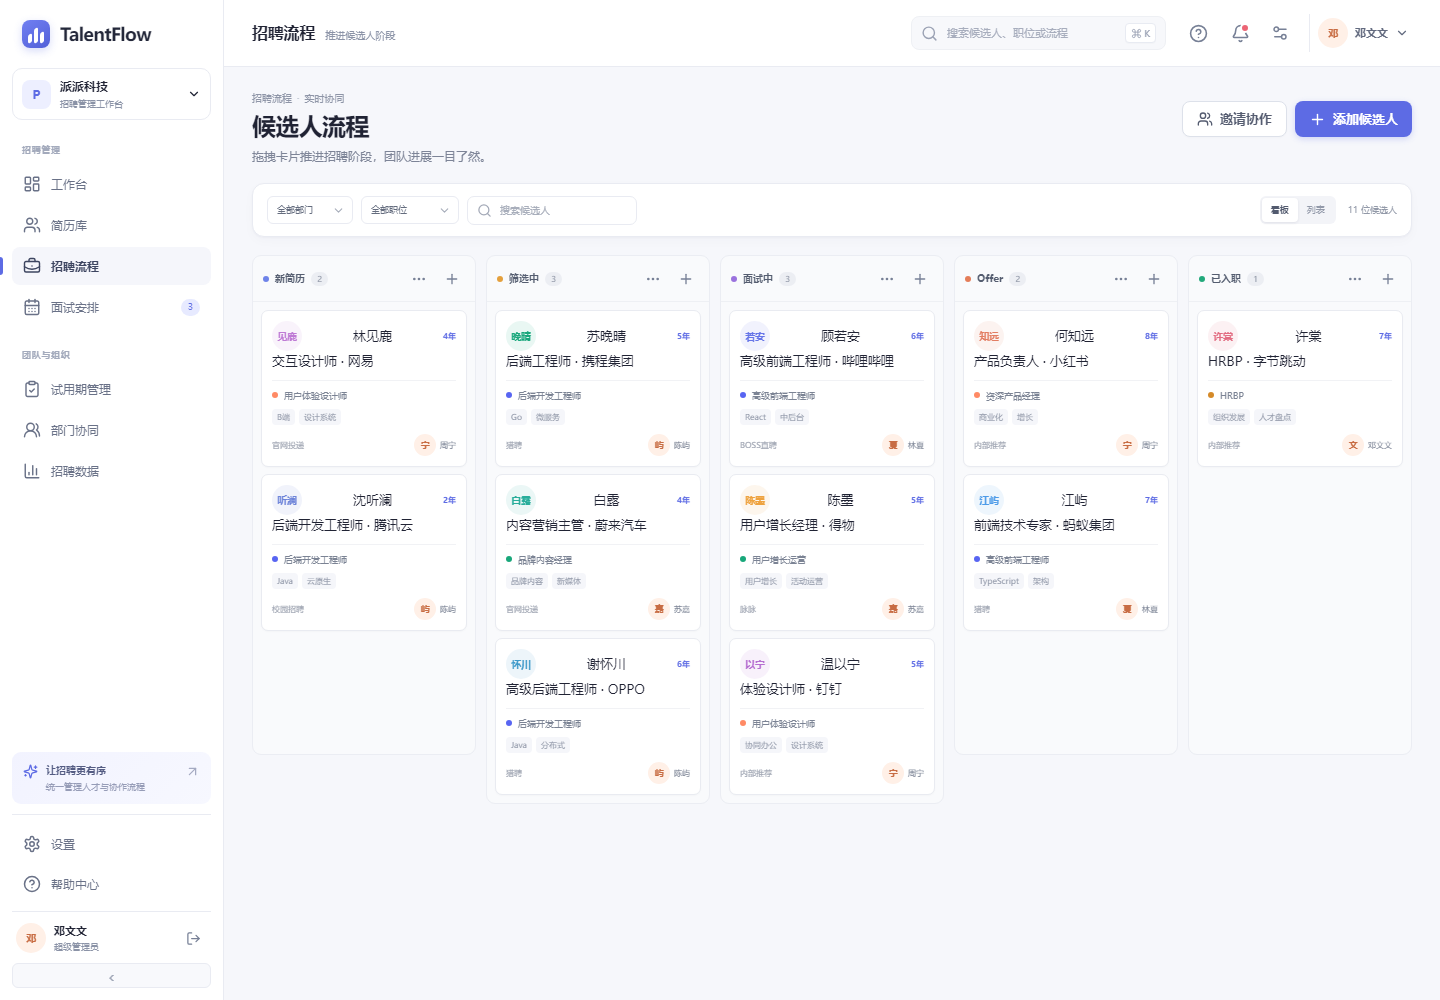 TalentFlow
派派科技
招聘管理工作台
招聘管理
工作台
简历库
招聘流程
面试安排
3
团队与组织
试用期管理
部门协同
招聘数据
让招聘更有序
统一管理人才与协作流程
设置
帮助中心
邓
邓文文
超级管理员
招聘流程
推进候选人阶段
搜索候选人、职位或流程
⌘ K
邓
邓文文
招聘流程 · 实时协同
候选人流程
拖拽卡片推进招聘阶段，团队进展一目了然。
邀请协作
添加候选人
全部部门
全部职位
搜索候选人
看板
列表
11 位候选人
新简历
2
见鹿
林见鹿
4年
交互设计师 · 网易
用户体验设计师
B端
设计系统
官网投递
宁
周宁
听澜
沈听澜
2年
后端开发工程师 · 腾讯云
后端开发工程师
Java
云原生
校园招聘
屿
陈屿
筛选中
3
晚晴
苏晚晴
5年
后端工程师 · 携程集团
后端开发工程师
Go
微服务
猎聘
屿
陈屿
白露
白露
4年
内容营销主管 · 蔚来汽车
品牌内容经理
品牌内容
新媒体
官网投递
嘉
苏嘉
怀川
谢怀川
6年
高级后端工程师 · OPPO
后端开发工程师
Java
分布式
猎聘
屿
陈屿
面试中
3
若安
顾若安
6年
高级前端工程师 · 哔哩哔哩
高级前端工程师
React
中后台
BOSS直聘
夏
林夏
陈墨
陈墨
5年
用户增长经理 · 得物
用户增长运营
用户增长
活动运营
脉脉
嘉
苏嘉
以宁
温以宁
5年
体验设计师 · 钉钉
用户体验设计师
协同办公
设计系统
内部推荐
宁
周宁
Offer
2
知远
何知远
8年
产品负责人 · 小红书
资深产品经理
商业化
增长
内部推荐
宁
周宁
江屿
江屿
7年
前端技术专家 · 蚂蚁集团
高级前端工程师
TypeScript
架构
猎聘
夏
林夏
已入职
1
许棠
许棠
7年
HRBP · 字节跳动
HRBP
组织发展
人才盘点
内部推荐
文
邓文文